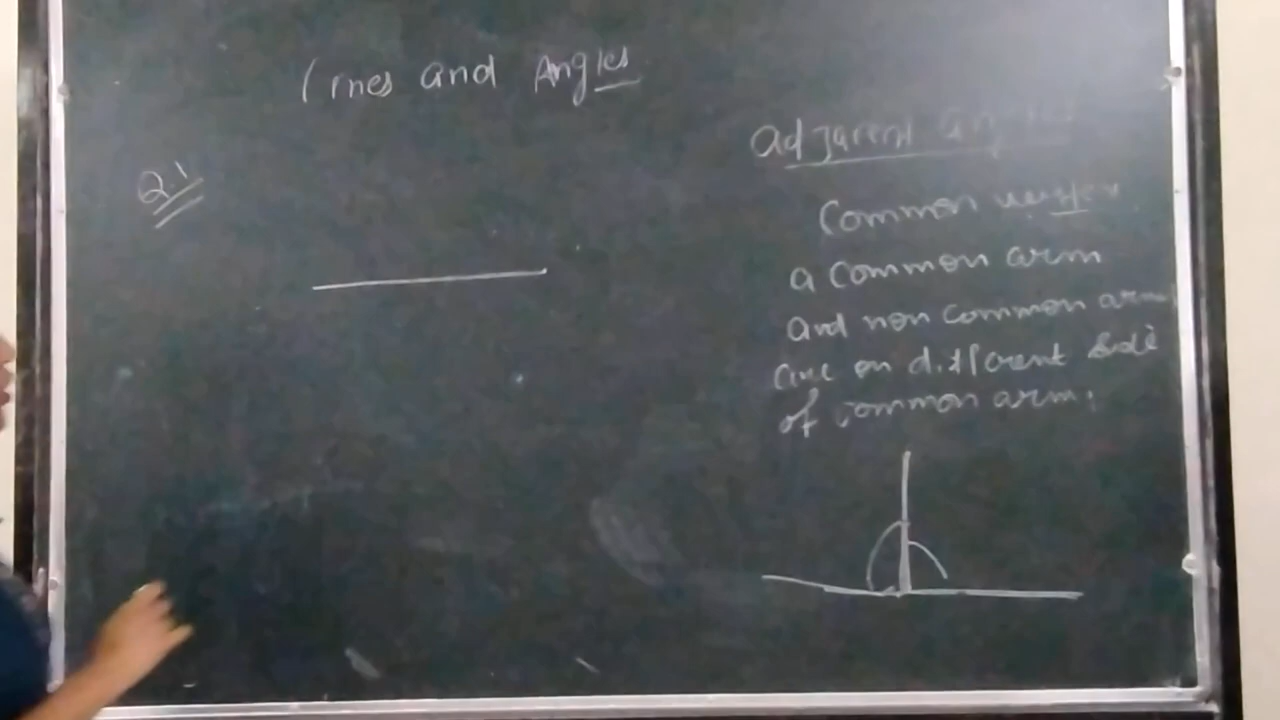 Lines and Angles
Q.1
Adjacent angles
Common vertex
a common arm
and non common arm
are on different side
of common arm.